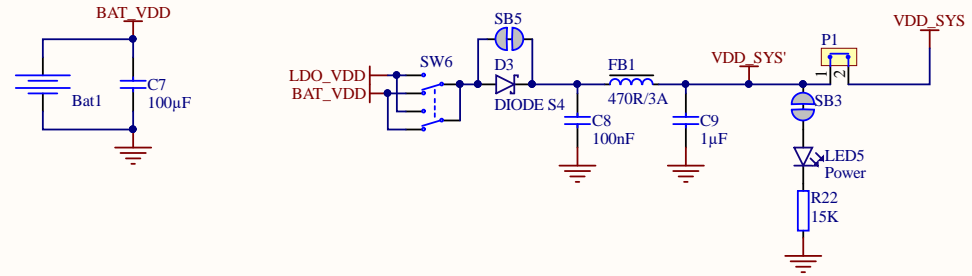 BAT_VDD
Bat1
C7
100µF
LDO_VDD
BAT_VDD
SW6
SB5
D3
DIODE S4
C8
100nF
FB1
470R/3A
C9
1µF
VDD_SYS'
P1
1
2
VDD_SYS
SB3
LED5
Power
R22
15K